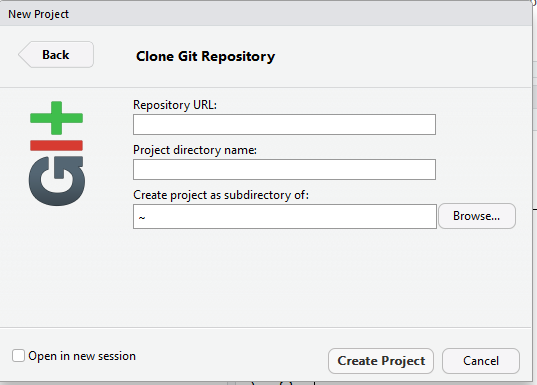 New Project
Back
Clone Git Repository
Repository URL:
Project directory name:
Create project as subdirectory of:
~
Browse...
git
Open in new session
Create Project
Cancel